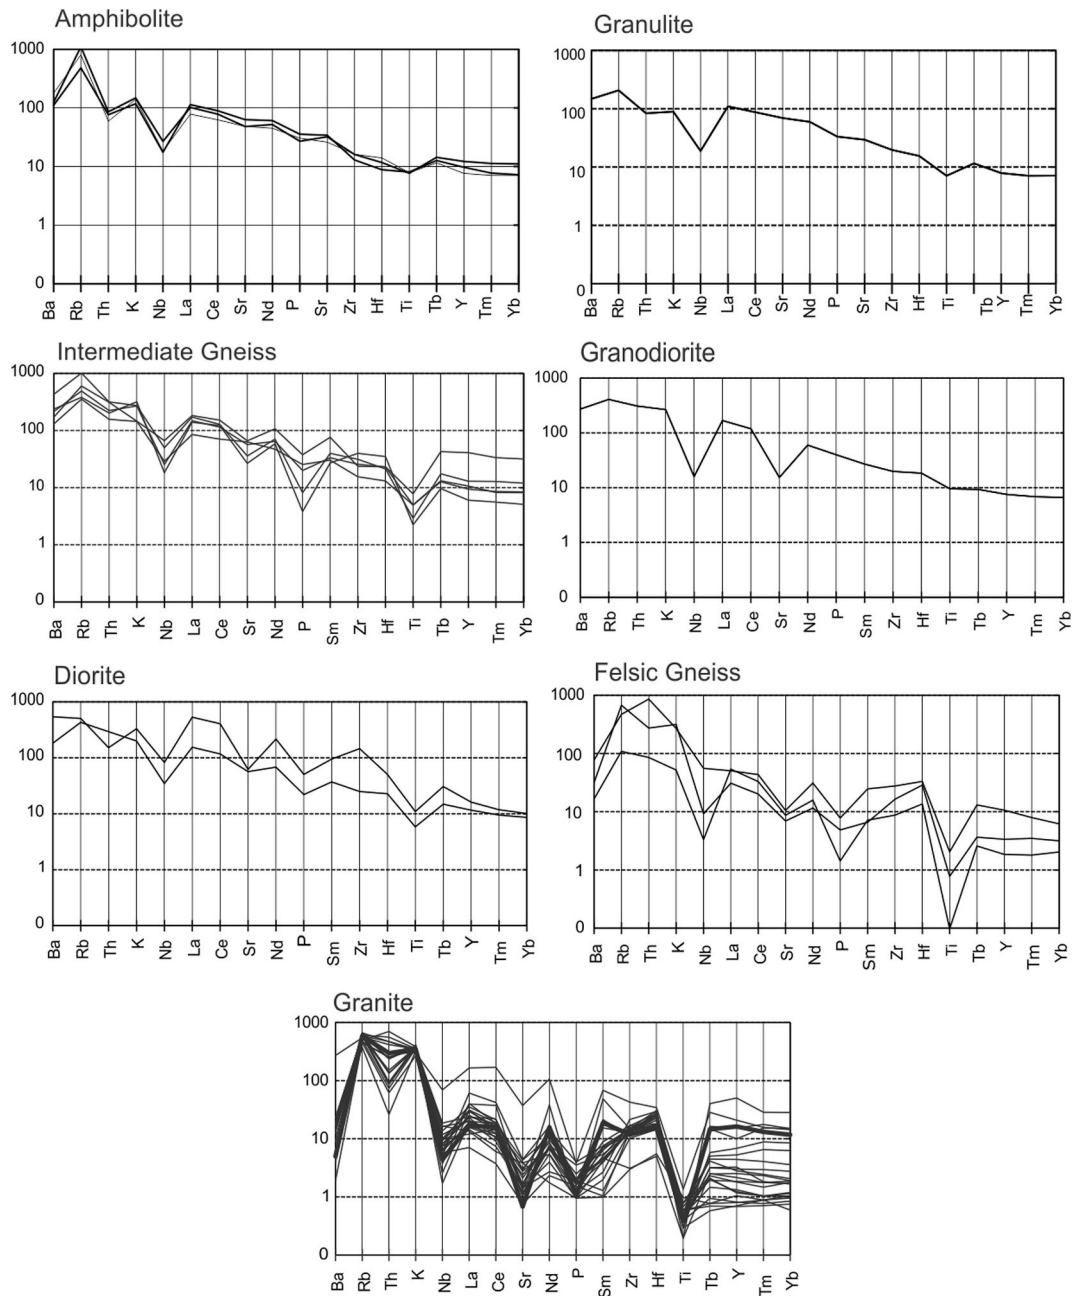 Amphibolite
1000
100
10
1
0
Ba Rb Th K Nb La Ce Sr Nd P Sr Zr Hf Ti Tb Y Tm Yb
Granulite
1000
100
10
1
0
Ba Rb Th K Nb La Ce Sr Nd P Sr Zr Hf Ti Tb Y Tm Yb
Intermediate Gneiss
1000
100
10
1
0
Ba Rb Th K Nb La Ce Sr Nd P Sm Zr Hf Ti Tb Y Tm Yb
Granodiorite
1000
100
10
1
0
Ba Rb Th K Nb La Ce Sr Nd P Sm Zr Hf Ti Tb Y Tm Yb
Diorite
1000
100
10
1
0
Ba Rb Th K Nb La Ce Sr Nd P Sm Zr Hf Ti Tb Y Tm Yb
Felsic Gneiss
1000
100
10
1
0
Ba Rb Th K Nb La Ce Sr Nd P Sm Zr Hf Ti Tb Y Tm Yb
Granite
1000
100
10
1
0
Ba Rb Th K Nb La Ce Sr Nd P Sm Zr Hf Ti Tb Y Tm Yb